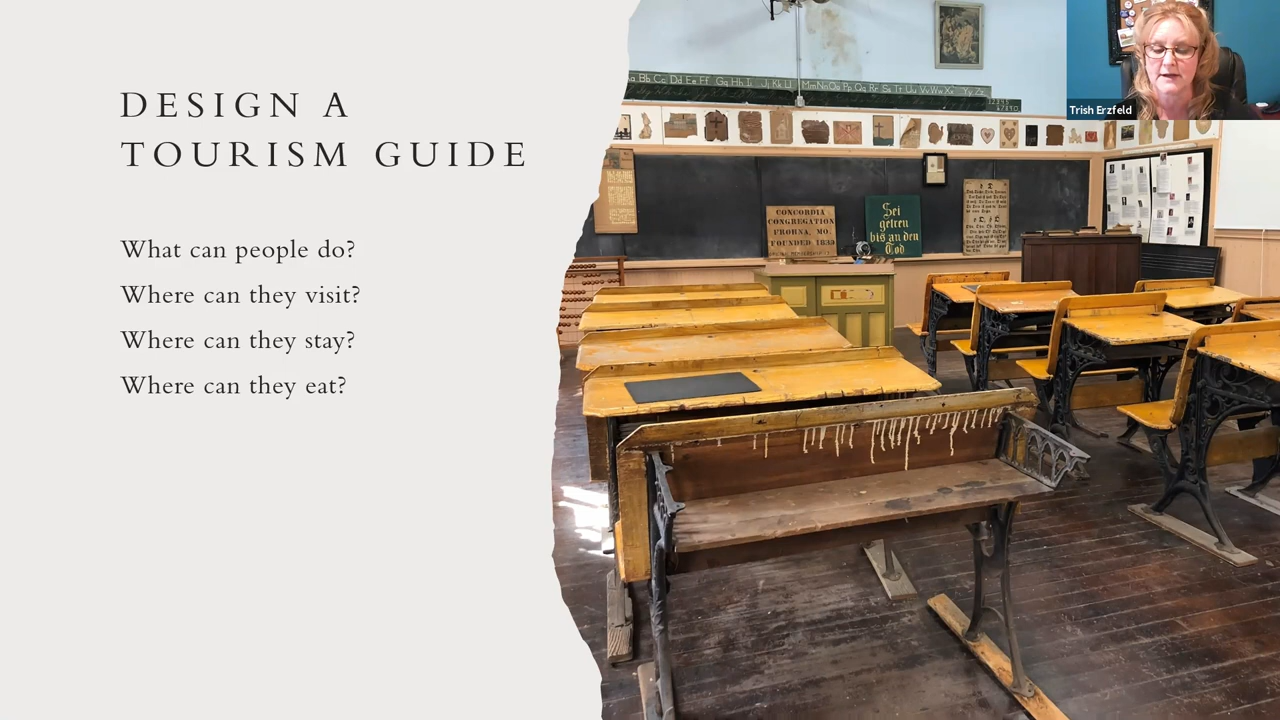 DESIGN A
TOURISM GUIDE
What can people do?
Where can they visit?
Where can they stay?
Where can they eat?
Trish Erzfeld
CONCORDIA
CONGREGATION
FROHNA, MO.
FOUNDED 1839
Sei
getreu
bis an den
Tod